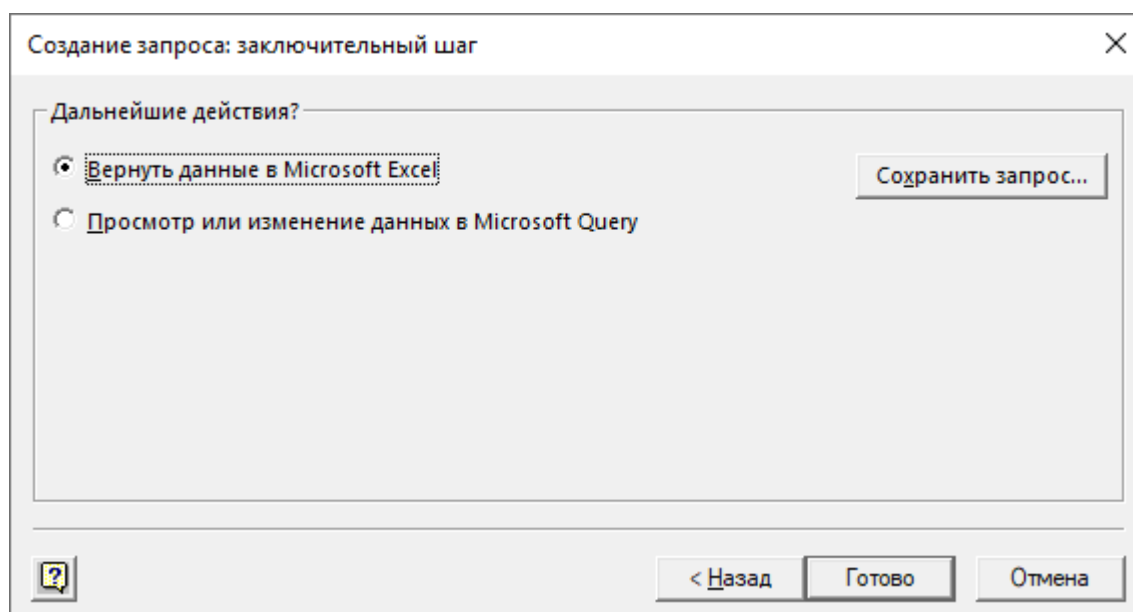 Создание запроса: заключительный шаг
Дальнейшие действия?
Вернуть данные в Microsoft Excel
Сохранить запрос...
Просмотр или изменение данных в Microsoft Query
< Назад
Готово
Отмена